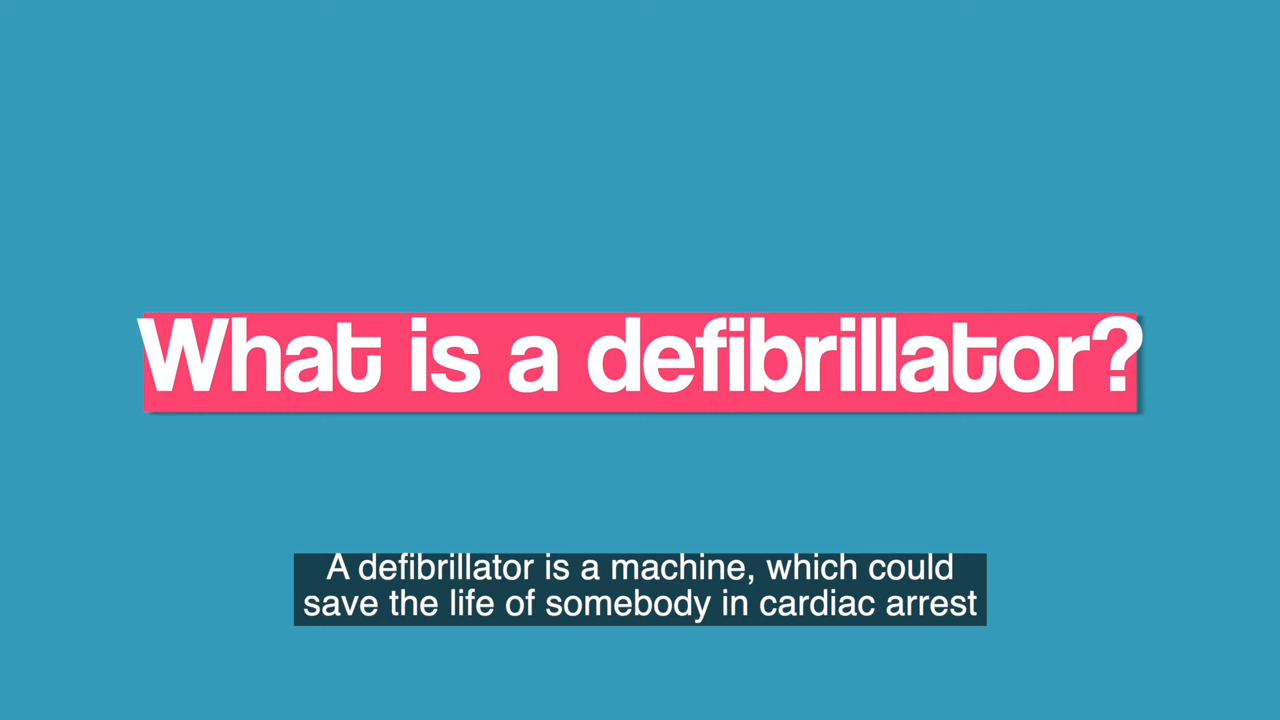 What is a defibrillator?
A defibrillator is a machine, which could
save the life of somebody in cardiac arrest